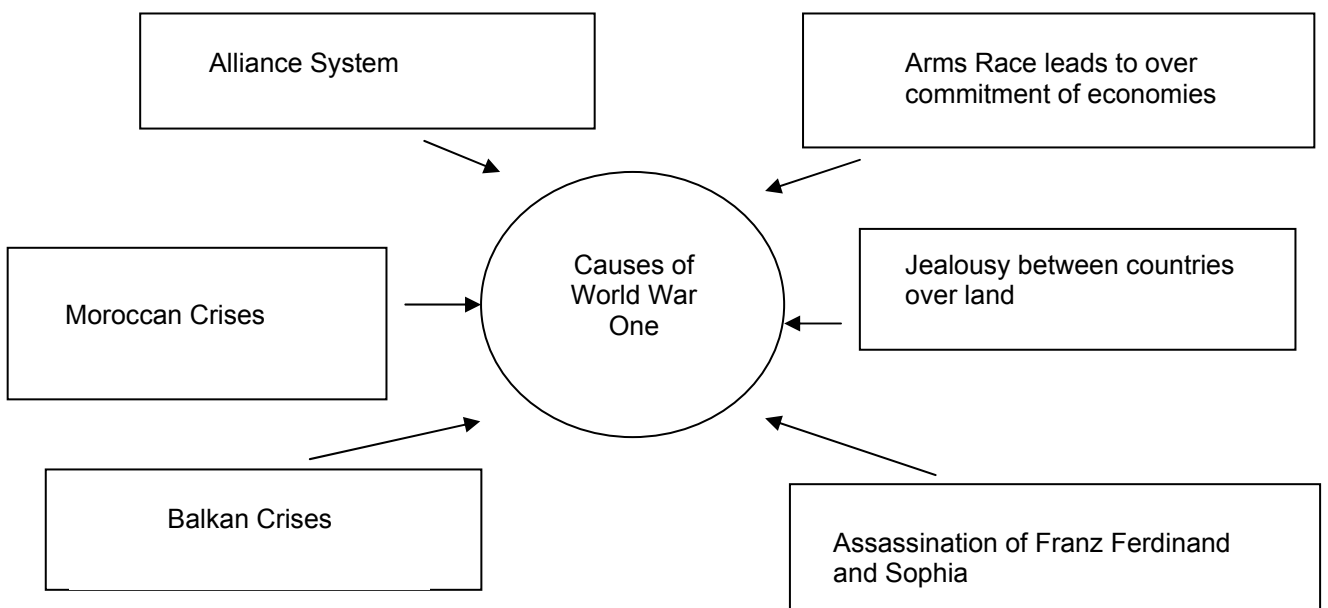 Alliance System
Arms Race leads to over
commitment of economies
Causes of
World War
One
Jealousy between countries
over land
Moroccan Crises
Balkan Crises
Assassination of Franz Ferdinand
and Sophia